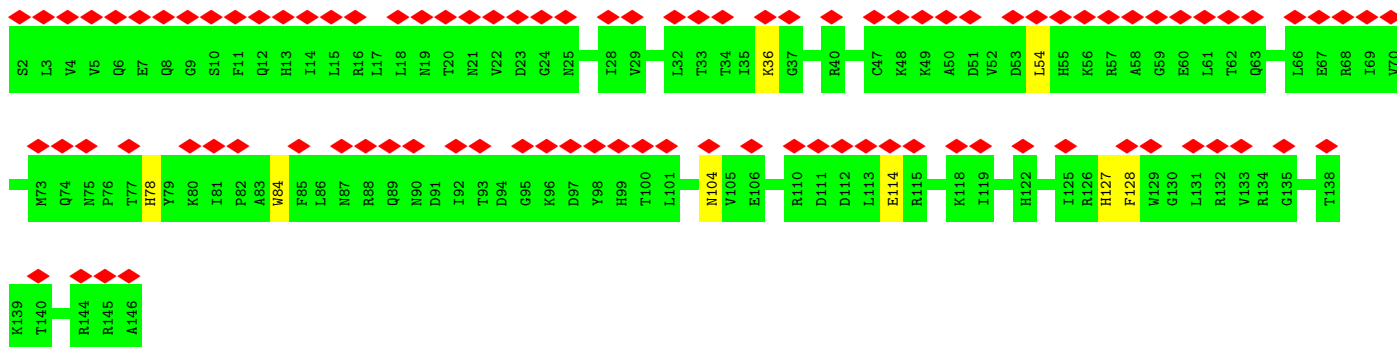 S2 L3 V4 V5 Q6 E7 Q8 G9 S10 F11 Q12 H13 I14 L15 R16 L17 L18 N19 T20 N21 V22 D23 G24 N25 I28 V29 L32 T33 T34 I35 K36 G37 R40 C47 K48 K49 A50 D51 V52 D53 L54 H55 K56 R57 A58 G59 E60 L61 T62 Q63 L66 E67 R68 I69 V70
M73 Q74 N75 P76 T77 H78 Y79 K80 I81 P82 A83 W84 F85 L86 N87 R88 Q89 N90 D91 I92 T93 D94 G95 K96 D97 Y98 H99 T100 L101 N104 V105 E106 R110 D111 D112 L113 E114 R115 K118 I119 H122 I125 R126 H127 F128 W129 G130 L131 R132 V133 R134 G135 T138
K139 T140 R144 R145 A146